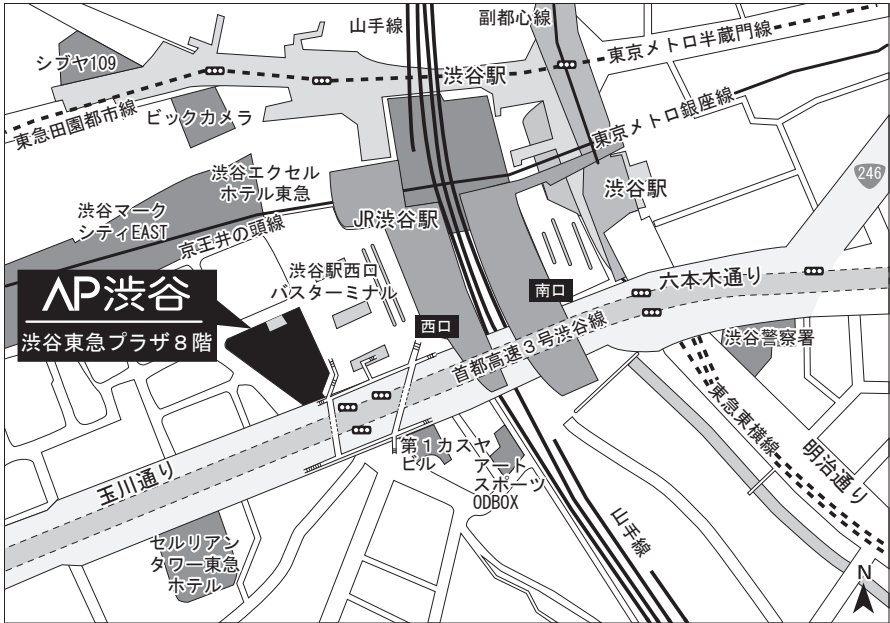 山手線
副都心線
東京メトロ半蔵門線
シブヤ109
渋谷駅
東急田園都市線
ビックカメラ
東京メトロ銀座線
渋谷エクセル
ホテル東急
渋谷駅
246
渋谷マーク
シティEAST
京王井の頭線
JR渋谷駅
渋谷駅西口
バスターミナル
AP渋谷
渋谷東急プラザ8階
南口
六本木通り
西口
首都高速3号渋谷線
渋谷警察署
東急東横線
明治通り
第1カスヤ
ビル
アート
スポーツ
ODBOX
玉川通り
山手線
セルリアン
タワー東急
ホテル
N